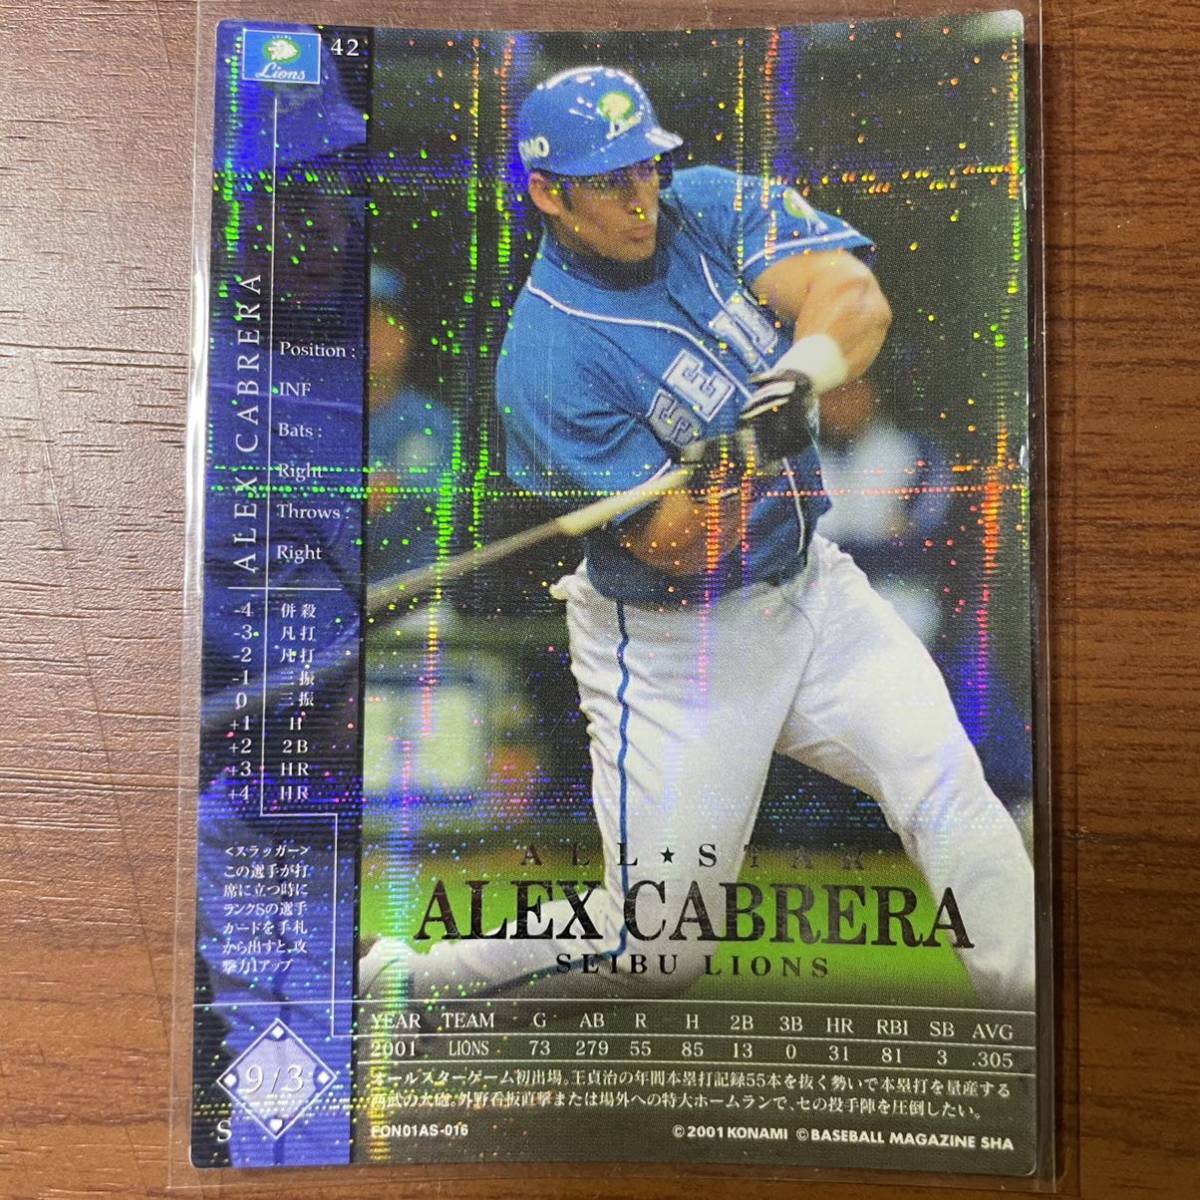 Lions
42
ALEX CABRERA
Position :
INF
Bats :
Right
Throws :
Right
-4 併殺
-3 凡打
-2 凡打
-1 三振
0 三振
+1 H
+2 2B
+3 HR
+4 HR
<スラッガー>
この選手が打
席に立つ時に
ランクSの選手
カードを手札
から出すと、攻
撃力1アップ
9/3
S
ALL★STAR
ALEX CABRERA
SEIBU LIONS
YEAR TEAM G AB R H 2B 3B HR RBI SB AVG
2001 LIONS 73 279 55 85 13 0 31 81 3 .305
オールスターゲーム初出場。王貞治の年間本塁打記録55本を抜く勢いで本塁打を量産する
西武の大砲。外野看板直撃または場外への特大ホームランで、セの投手陣を圧倒したい。
FON01AS-016
©2001 KONAMI ©BASEBALL MAGAZINE SHA